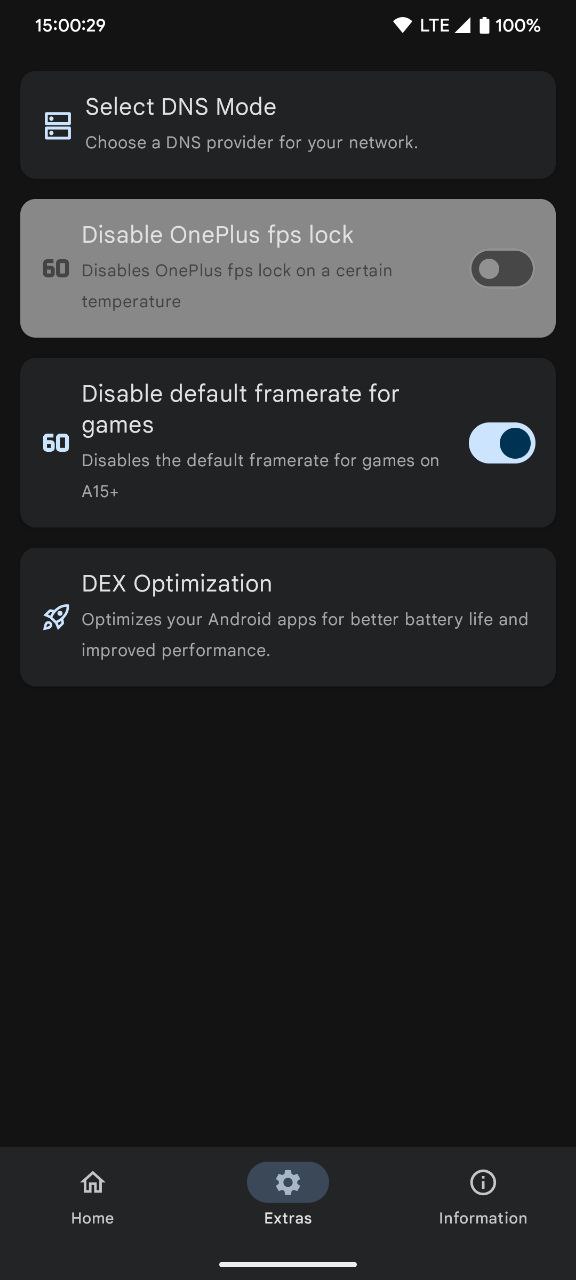 15:00:29
LTE
100%
Select DNS Mode
Choose a DNS provider for your network.
Disable OnePlus fps lock
60
Disables OnePlus fps lock on a certain
temperature
Disable default framerate for
games
60
Disables the default framerate for games on
A15+
DEX Optimization
Optimizes your Android apps for better battery life and
improved performance.
Home
Extras
Information